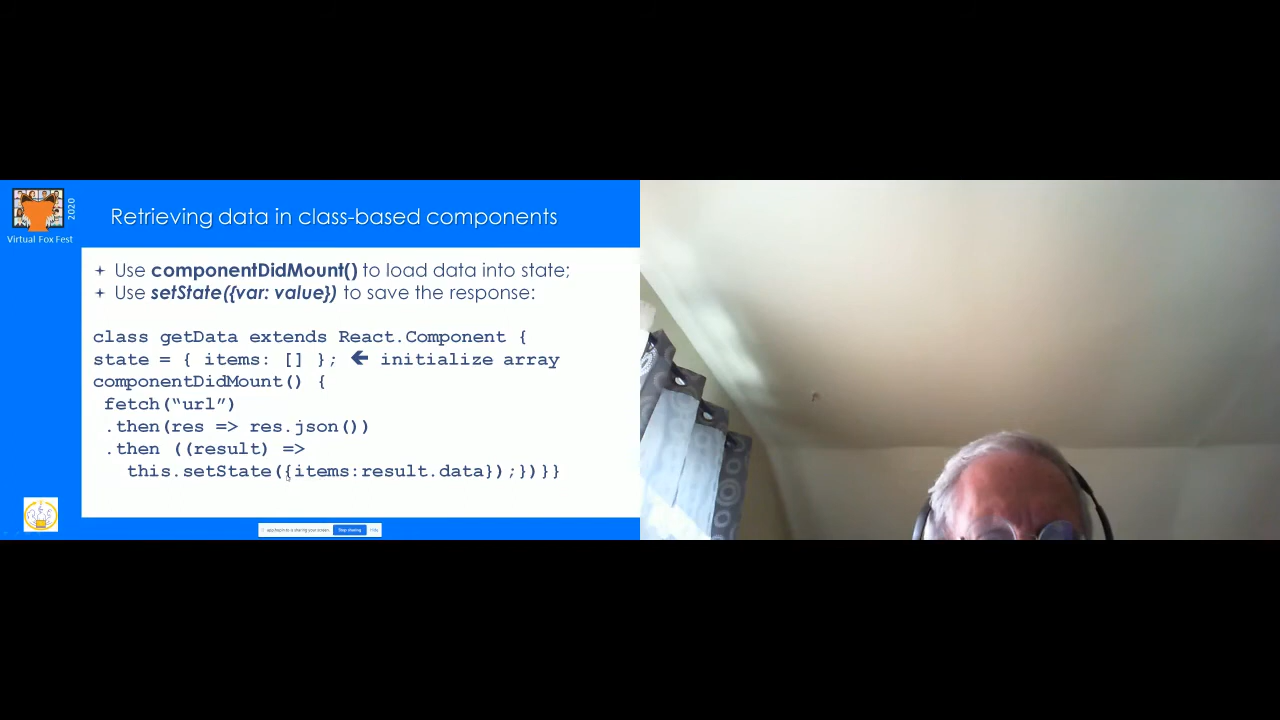 2020
Virtual Fox Fest
Retrieving data in class-based components
Use componentDidMount() to load data into state;
Use setState({var: value}) to save the response:
class getData extends React.Component {
state = { items: [] }; 🡸 initialize array
componentDidMount() {
fetch(“url”)
.then(res => res.json())
.then ((result) =>
this.setState({items:result.data});})}}
Stop sharing
Hide